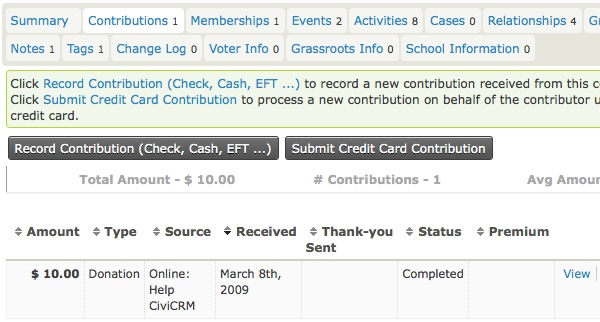 Summary Contributions 1 Memberships 1 Events 2 Activities 8 Cases 0 Relationships 4
Notes 1 Tags 1 Change Log 0 Voter Info 0 Grassroots Info 0 School Information 0
Click Record Contribution (Check, Cash, EFT ...) to record a new contribution received from this
Click Submit Credit Card Contribution to process a new contribution on behalf of the contributor
credit card.
Record Contribution (Check, Cash, EFT ...) Submit Credit Card Contribution
Total Amount - $ 10.00 # Contributions - 1 Avg
Amount Type Source Received Thank-you Status Premium
Sent
$ 10.00 Donation Online: March 8th, Completed View
Help 2009
CiviCRM